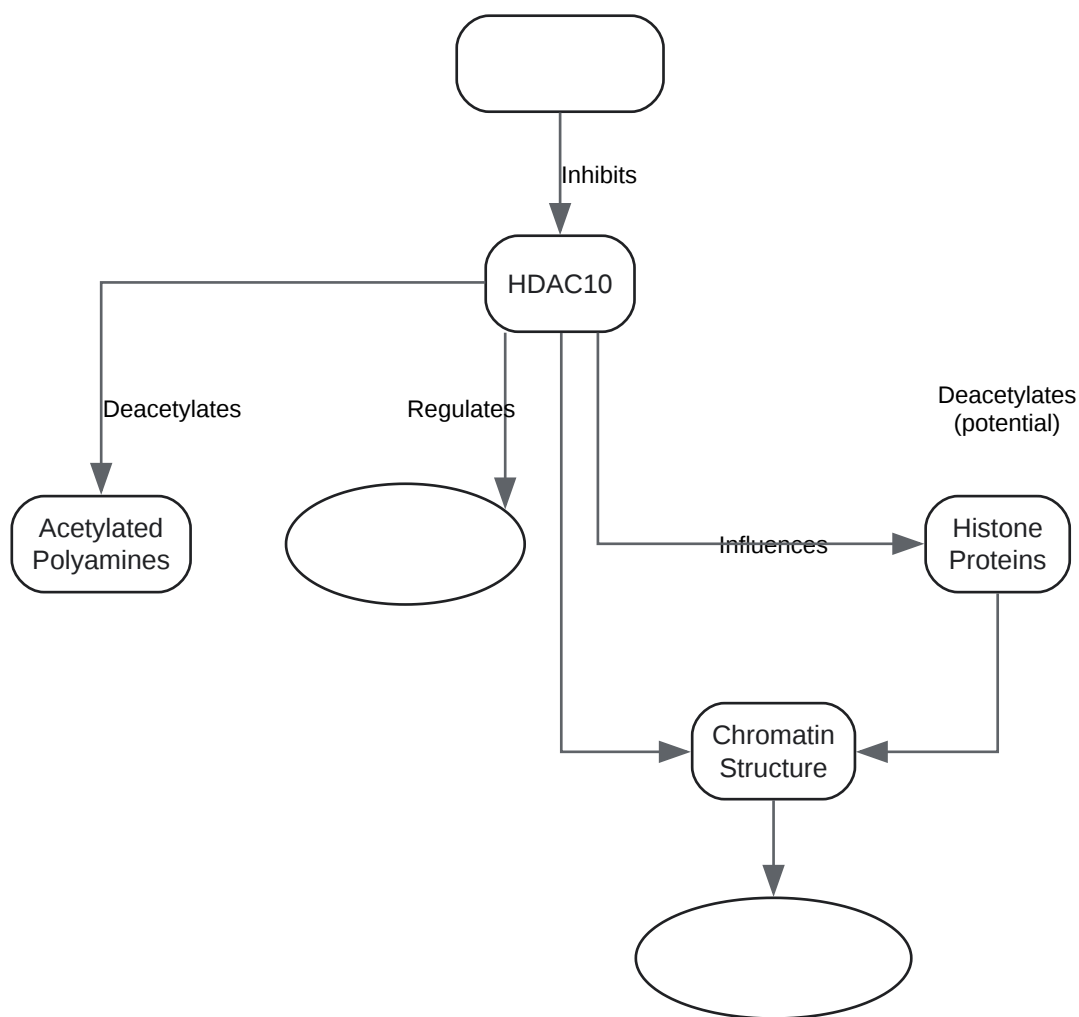 Inhibits
HDAC10
Deacetylates
(potential)
Deacetylates
Regulates
Acetylated
Polyamines
Influences
Histone
Proteins
Chromatin
Structure